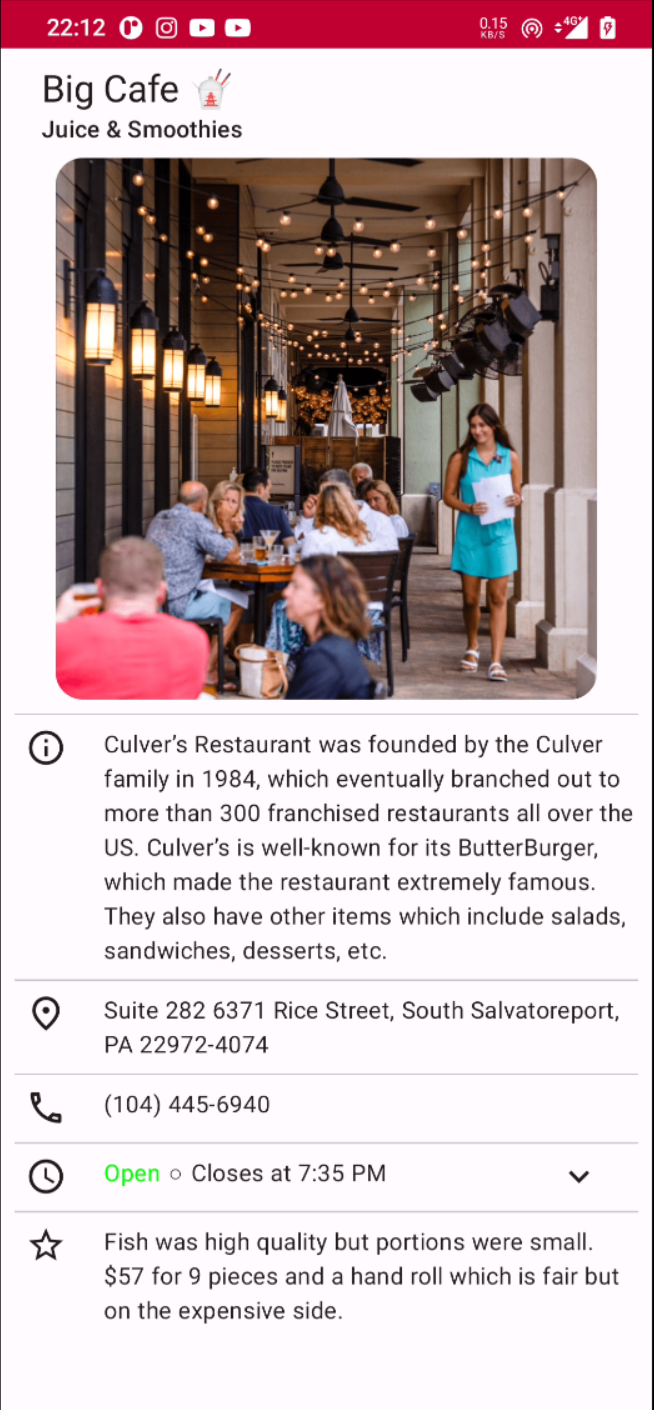 22:12
0.15
KB/S
4G+
Big Cafe
Juice & Smoothies
Culver’s Restaurant was founded by the Culver
family in 1984, which eventually branched out to
more than 300 franchised restaurants all over the
US. Culver’s is well-known for its ButterBurger,
which made the restaurant extremely famous.
They also have other items which include salads,
sandwiches, desserts, etc.
Suite 282 6371 Rice Street, South Salvatoreport,
PA 22972-4074
(104) 445-6940
Open ○ Closes at 7:35 PM
Fish was high quality but portions were small.
$57 for 9 pieces and a hand roll which is fair but
on the expensive side.